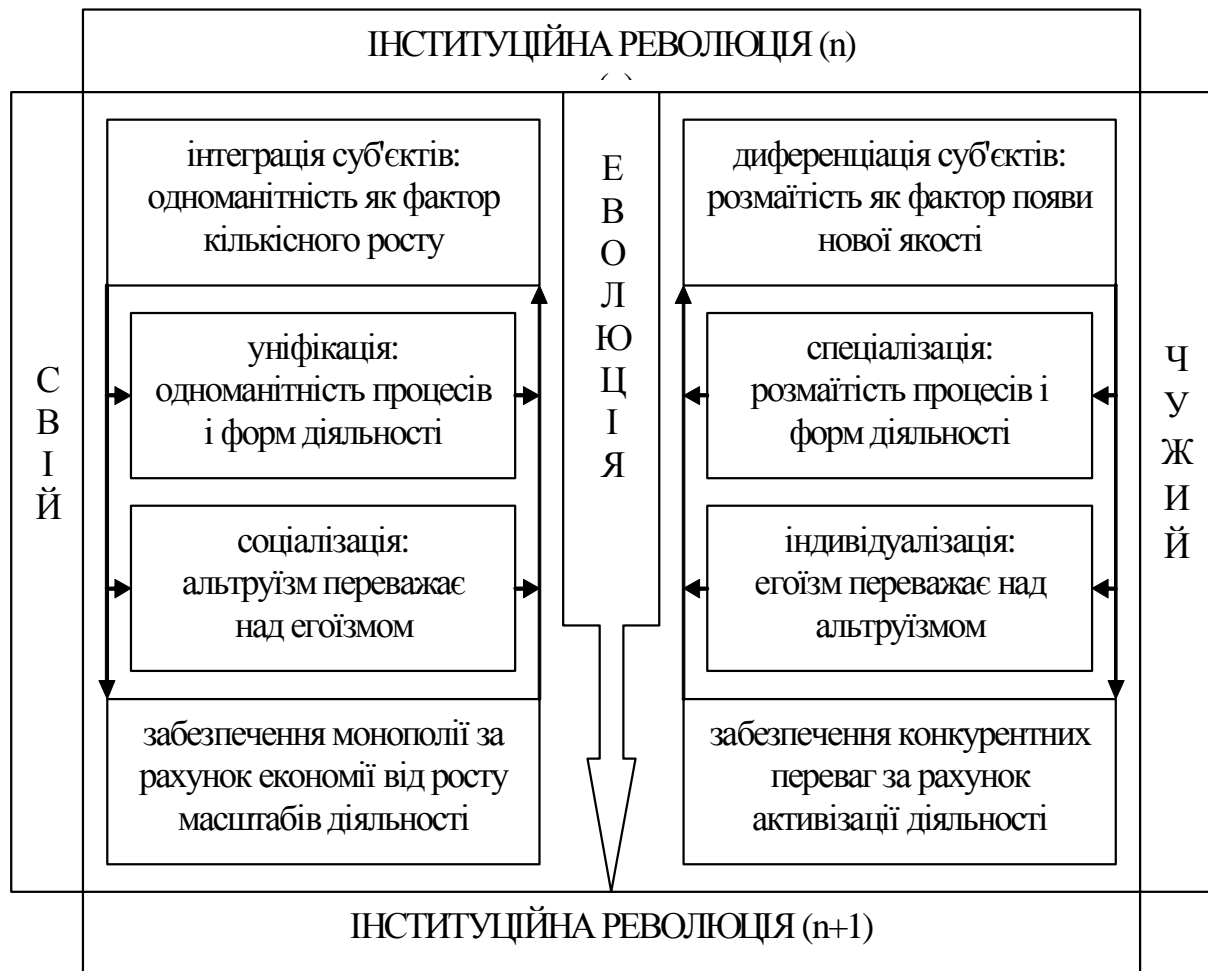 ІНСТИТУЦІЙНА РЕВОЛЮЦІЯ (n)
СВІЙ
інтеграція суб'єктів:
одноманітність як фактор
кількісного росту
уніфікація:
одноманітність процесів
і форм діяльності
соціалізація:
альтруїзм переважає
над егоїзмом
забезпечення монополії за
рахунок економії від росту
масштабів діяльності
ЕВОЛЮЦІЯ
диференціація суб'єктів:
розмаїтість як фактор появи
нової якості
спеціалізація:
розмаїтість процесів і
форм діяльності
індивідуалізація:
егоїзм переважає над
альтруїзмом
забезпечення конкурентних
переваг за рахунок
активізації діяльності
ЧУЖИЙ
ІНСТИТУЦІЙНА РЕВОЛЮЦІЯ (n+1)